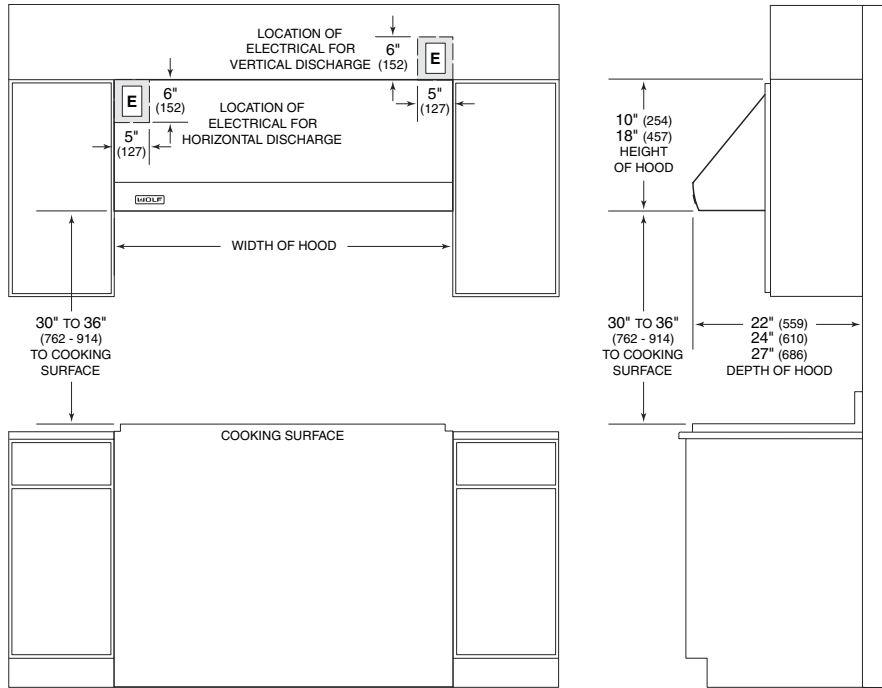 LOCATION OF
ELECTRICAL FOR
VERTICAL DISCHARGE
6"
(152)
E
5"
(127)
E
6"
(152)
5"
(127)
LOCATION OF
ELECTRICAL FOR
HORIZONTAL DISCHARGE
WOLF
WIDTH OF HOOD
30" TO 36"
(762 - 914)
TO COOKING
SURFACE
COOKING SURFACE
10" (254)
18" (457)
HEIGHT
OF HOOD
30" TO 36"
(762 - 914)
TO COOKING
SURFACE
22" (559)
24" (610)
27" (686)
DEPTH OF HOOD